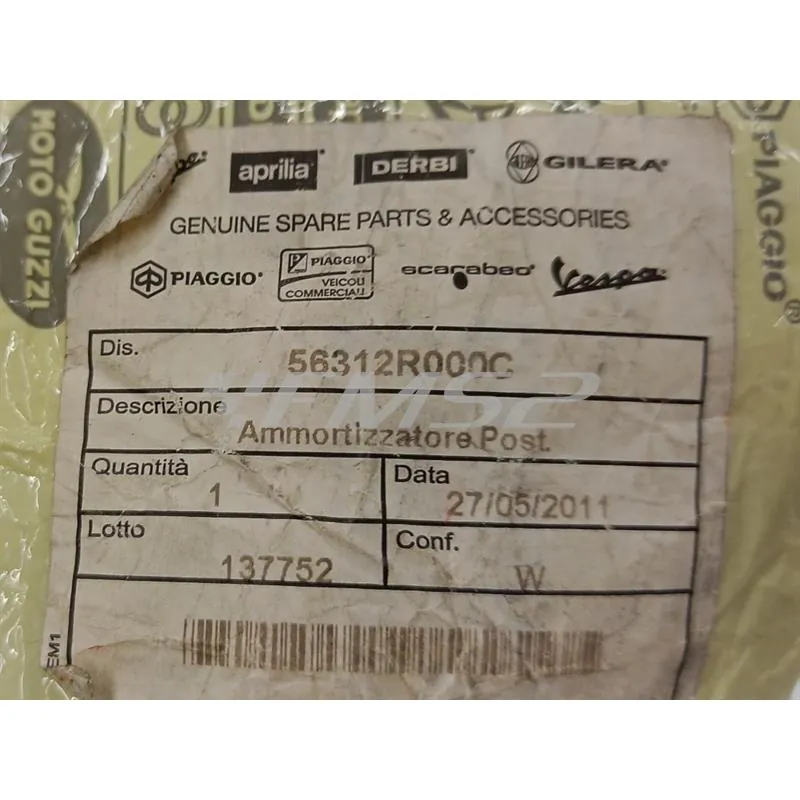 MOTO GUZZI
PIAGGIO®
aprilia DERBI GILERA®
GENUINE SPARE PARTS & ACCESSORIES
PIAGGIO® PIAGGIO® VEICOLI COMMERCIALI scarabeo® Vespa
Dis.
56312R000C
Descrizione
Ammortizzatore Post.
Quantità
1
Data
27/05/2011
Lotto
137752
Conf.
W
EM1